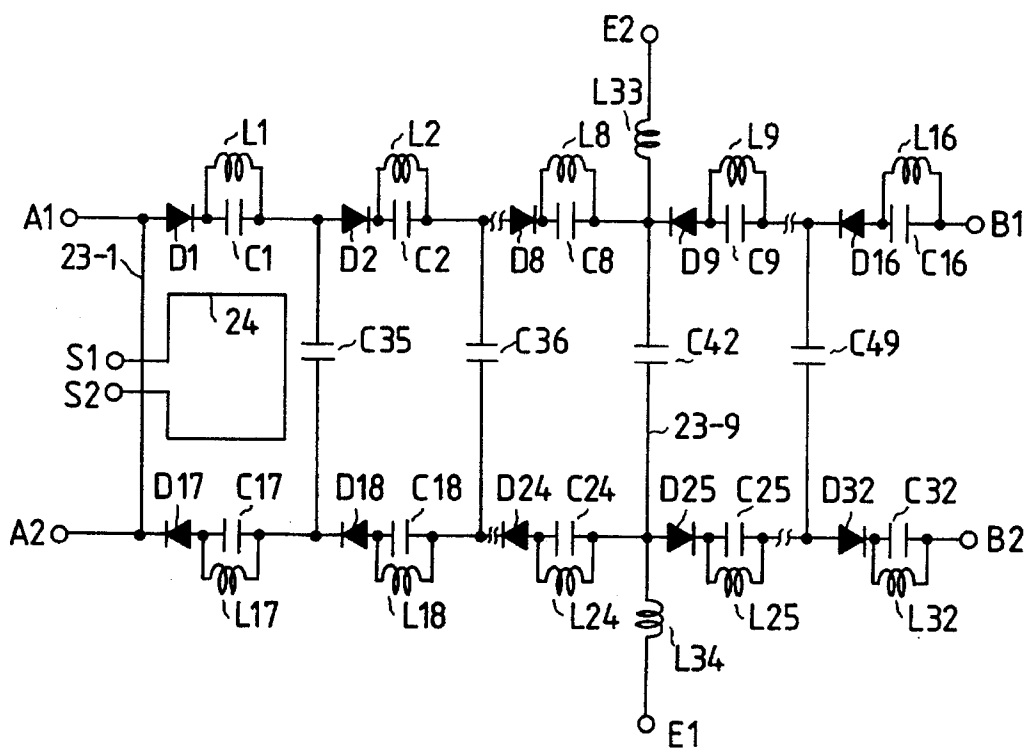 E2
L33
L1 L2 L8 L9 L16
A1 B1
23-1 D1 C1 D2 C2 D8 C8 D9 C9 D16 C16
24
S1 C35 C36 C42 C49
S2
23-9
D17 C17 D18 C18 D24 C24 D25 C25 D32 C32
A2 B2
L17 L18 L24 L25 L32
L34
E1